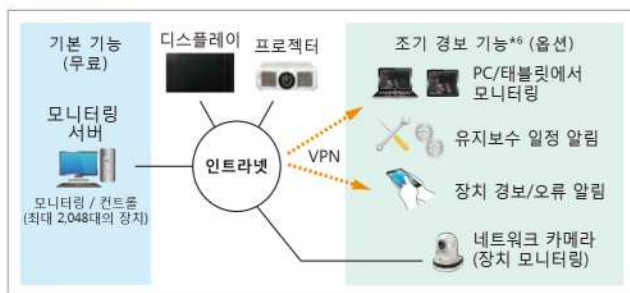 기본 기능
(무료)
디스플레이
프로젝터
조기 경보 기능*6 (옵션)
PC/태블릿에서
모니터링
모니터링
서버
유지보수 일정 알림
인트라넷
VPN
장치 경보/오류 알림
모니터링 / 컨트롤
(최대 2,048대의 장치)
네트워크 카메라
(장치 모니터링)